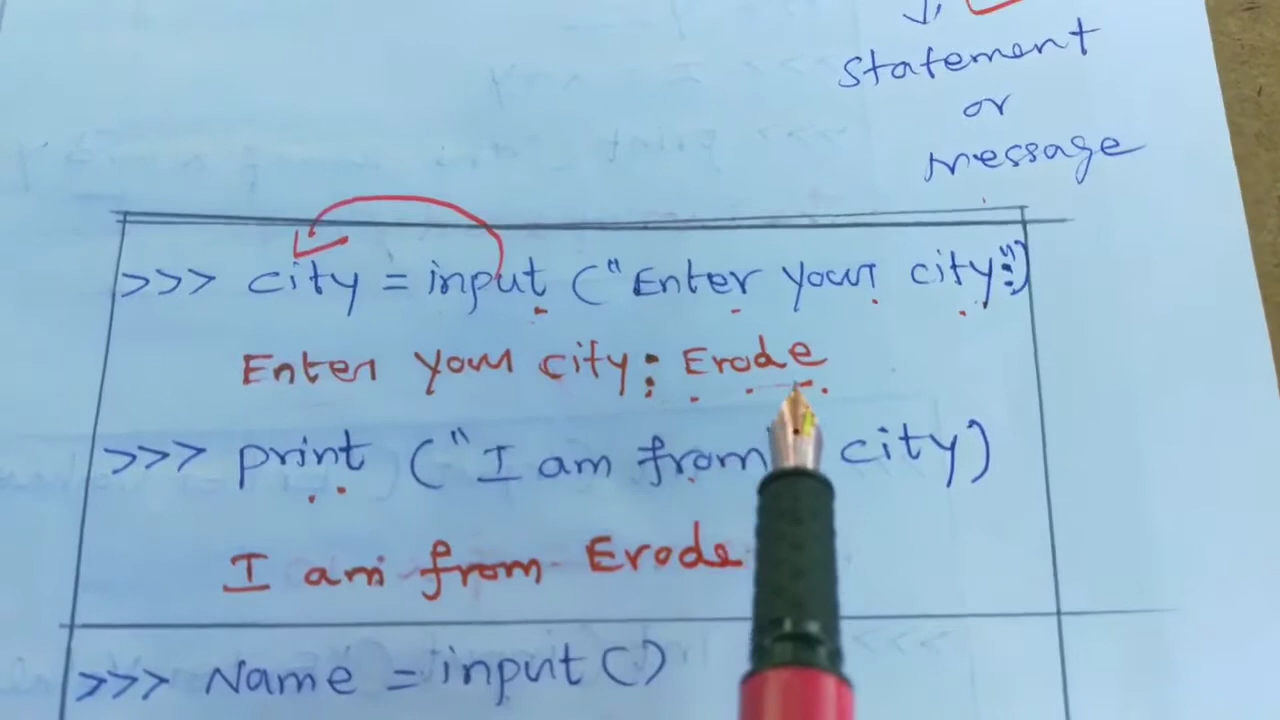 statement
or
message
>>> city = input ("Enter your city:")
Enter your city: Erode
>>> print ("I am from city)
I am from Erode
>>> Name = input ()